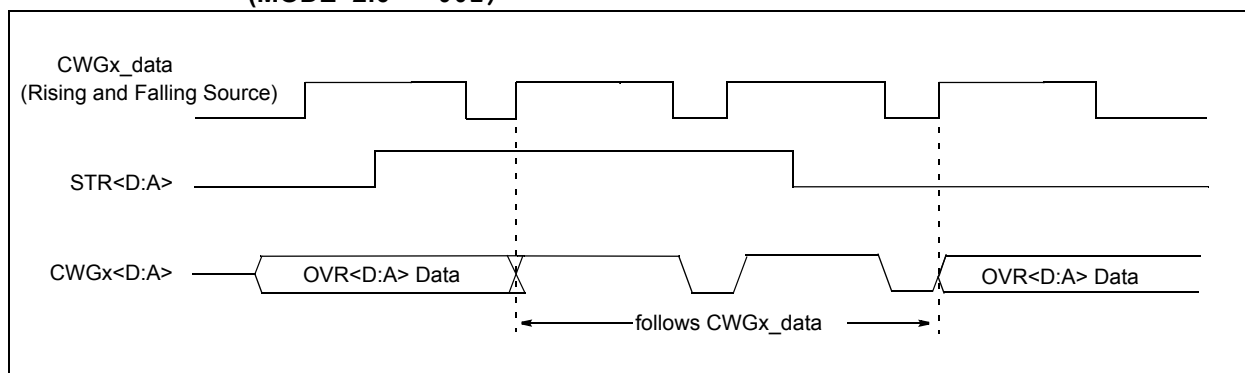 CWGx_data
(Rising and Falling Source)
STR<D:A>
CWGx<D:A>
OVR<D:A> Data
OVR<D:A> Data
follows CWGx_data